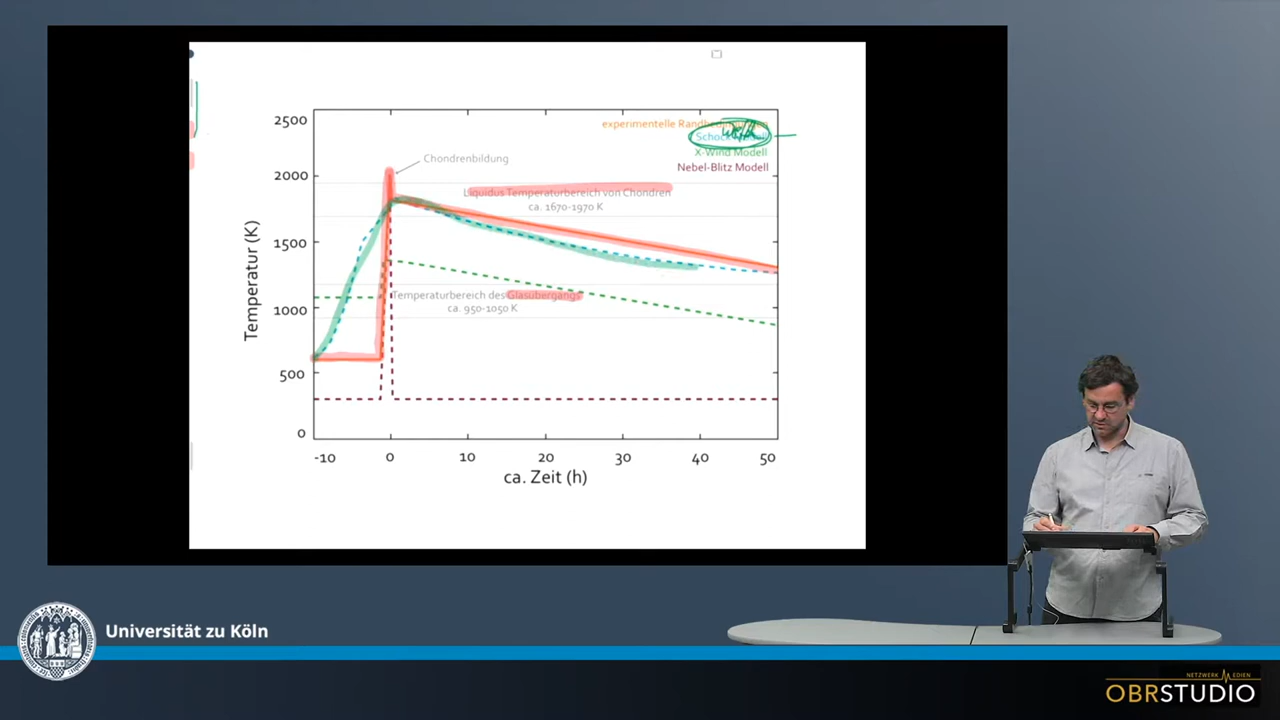 2500
experimentelle
Schock
X-Wind Modell
Nebel-Blitz Modell
Chondrenbildung
2000
Liquidus Temperaturbereich von Chondren
ca. 1670-1970 K
1500
Temperatur (K)
Temperaturbereich des Glasübergangs
ca. 950-1050 K
1000
500
0
-10 0 10 20 30 40 50
ca. Zeit (h)
Universität zu Köln
NETZWERK MEDIEN
OBRSTUDIO